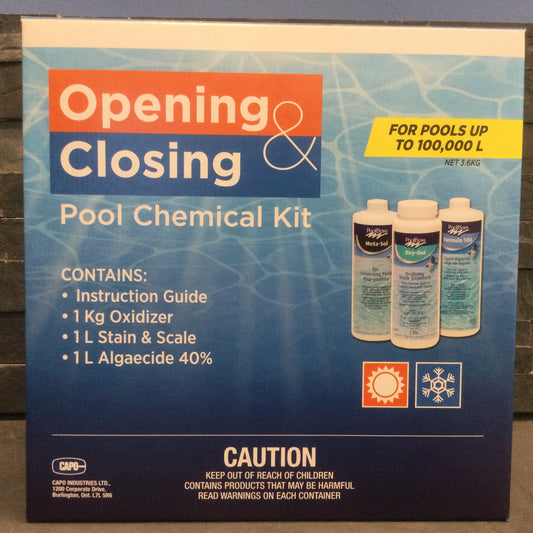 Opening &
Closing
Pool Chemical Kit
FOR POOLS UP
TO 100,000 L
NET 3.6KG
CONTAINS:
• Instruction Guide
• 1 Kg Oxidizer
• 1 L Stain & Scale
• 1 L Algaecide 40%
Meta-Sol
Oxy-Out
Formula 500
CAPO
CAPO INDUSTRIES LTD.,
1200 Corporate Drive,
Burlington, Ont. L7L 5R6
CAUTION
KEEP OUT OF REACH OF CHILDREN
CONTAINS PRODUCTS THAT MAY BE HARMFUL
READ WARNINGS ON EACH CONTAINER